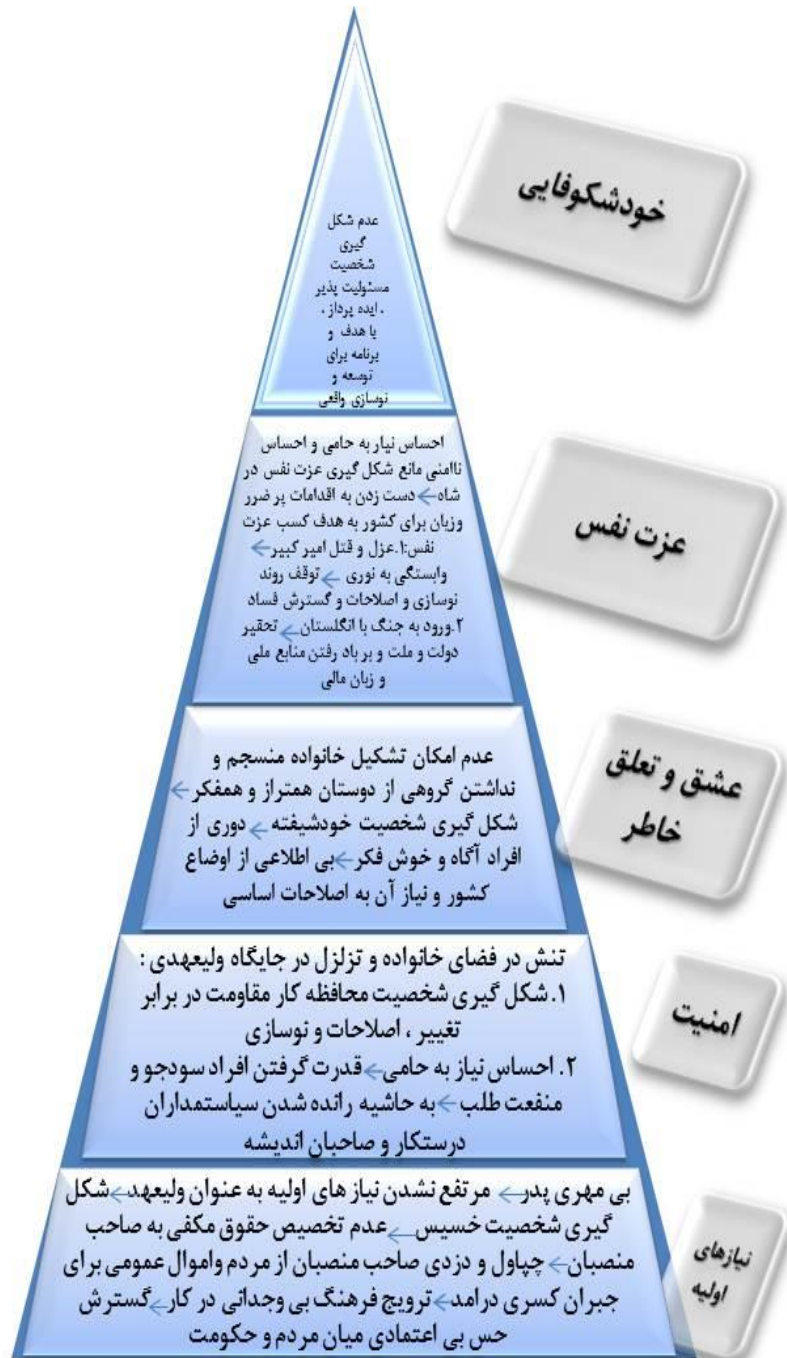 خودشکوفایی
عدم شکل
گیری
شخصیت
مسئولیت پذیر
، ایده پرداز ،
با هدف و
برنامه برای
توسعه و
نوسازی واقعی
عزت نفس
احساس نیار به حامی و احساس
ناامنی مانع شکل گیری عزت نفس در
شاه← دست زدن به اقدامات پر ضرر
وزیان برای کشور به هدف کسب عزت
نفس:۱.عزل و قتل امیر کبیر←
وابستگی به نوری ← توقف روند
نوسازی و اصلاحات و گسترش فساد
۲.ورود به جنگ با انگلستان← تحقیر
دولت و ملت و بر باد رفتن منابع ملی
و زیان مالی
عشق و تعلق
خاطر
عدم امکان تشکیل خانواده منسجم و
نداشتن گروهی از دوستان همتراز و همفکر←
شکل گیری شخصیت خودشیفته← دوری از
افراد آگاه و خوش فکر← بی اطلاعی از اوضاع
کشور و نیاز آن به اصلاحات اساسی
امنیت
تنش در فضای خانواده و تزلزل در جایگاه ولیعهدی :
۱. شکل گیری شخصیت محافظه کار مقاومت در برابر
تغییر ، اصلاحات و نوسازی
۲. احساس نیاز به حامی← قدرت گرفتن افراد سودجو و
منفعت طلب← به حاشیه رانده شدن سیاستمداران
درستکار و صاحبان اندیشه
نیازهای
اولیه
بی مهری پدر← مرتفع نشدن نیاز های اولیه به عنوان ولیعهد← شکل
گیری شخصیت خسیس← عدم تخصیص حقوق مکفی به صاحب
منصبان← چپاول و دزدی صاحب منصبان از مردم واموال عمومی برای
جبران کسری درامد← ترویج فرهنگ بی وجدانی در کار← گسترش
حس بی اعتمادی میان مردم و حکومت